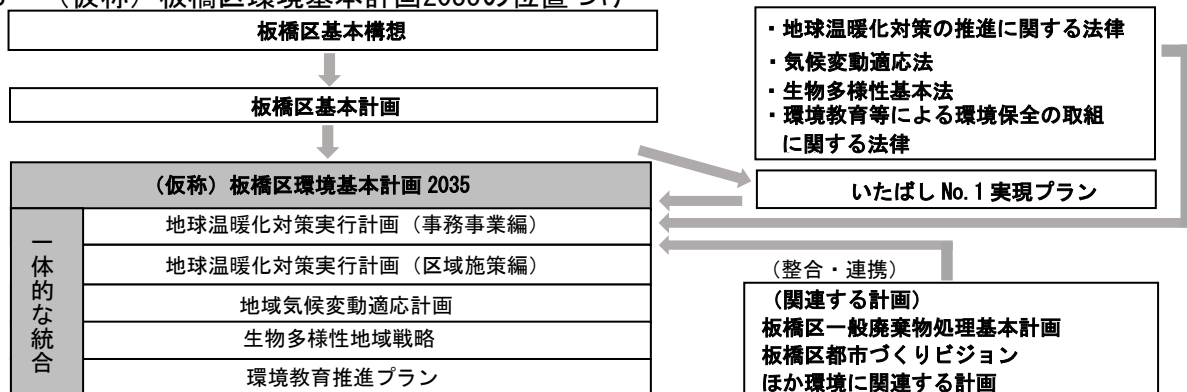 （仮称）板橋区環境基本計画2035の位置づけ
板橋区基本構想
板橋区基本計画
（仮称）板橋区環境基本計画 2035
一体的な統合
地球温暖化対策実行計画（事務事業編）
地球温暖化対策実行計画（区域施策編）
地域気候変動適応計画
生物多様性地域戦略
環境教育推進プラン
・地球温暖化対策の推進に関する法律
・気候変動適応法
・生物多様性基本法
・環境教育等による環境保全の取組
に関する法律
いたばし No.1 実現プラン
（整合・連携）
（関連する計画）
板橋区一般廃棄物処理基本計画
板橋区都市づくりビジョン
ほか環境に関連する計画